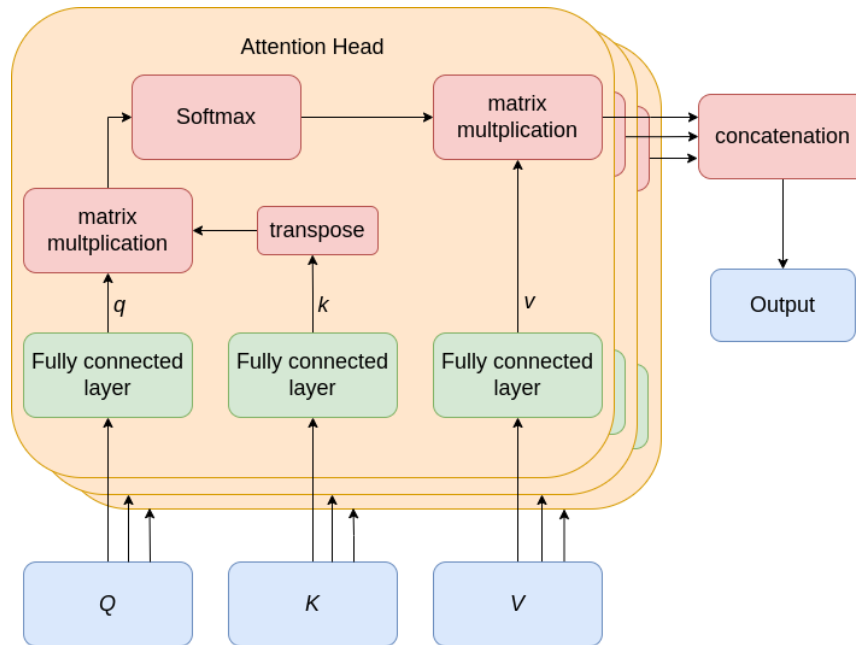 Attention Head
Softmax
matrix
multplication
concatenation
matrix
multplication
transpose
q
k
v
Output
Fully connected
layer
Fully connected
layer
Fully connected
layer
Q
K
V